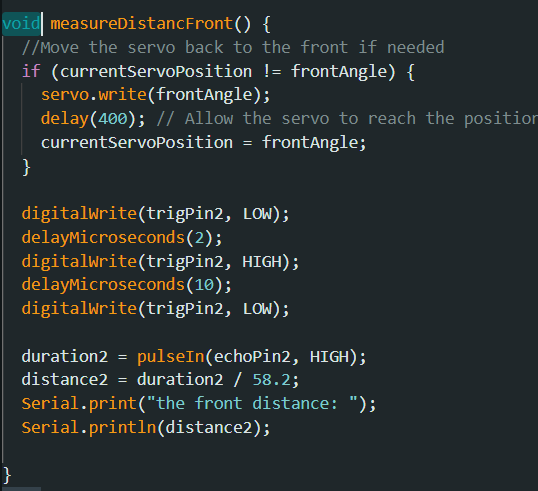 void measureDistancFront() {
//Move the servo back to the front if needed
if (currentServoPosition != frontAngle) {
servo.write(frontAngle);
delay(400); // Allow the servo to reach the position
currentServoPosition = frontAngle;
}
digitalWrite(trigPin2, LOW);
delayMicroseconds(2);
digitalWrite(trigPin2, HIGH);
delayMicroseconds(10);
digitalWrite(trigPin2, LOW);
duration2 = pulseIn(echoPin2, HIGH);
distance2 = duration2 / 58.2;
Serial.print("the front distance: ");
Serial.println(distance2);
}